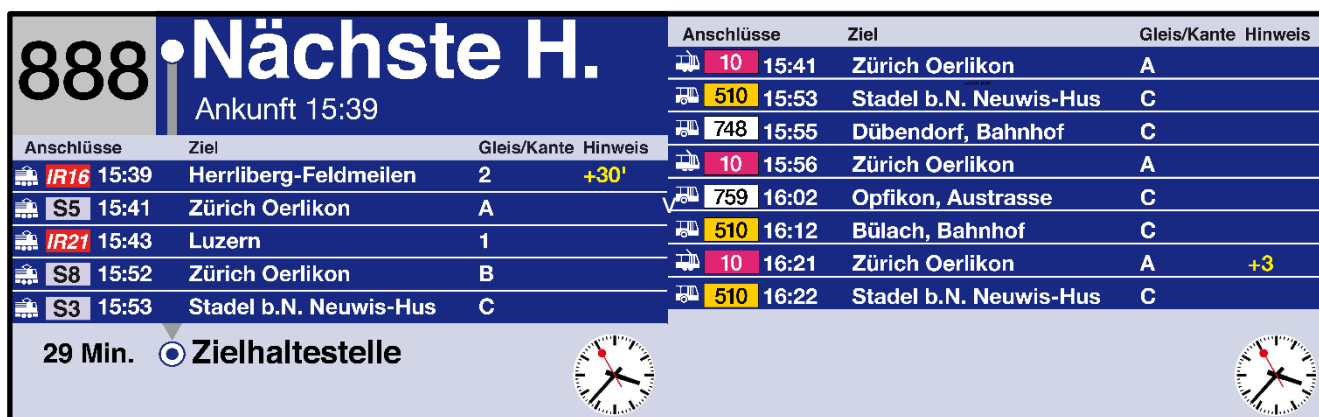 888
Nächste H.
Ankunft 15:39
Anschlüsse Ziel Gleis/Kante Hinweis
IR16 15:39 Herrliberg-Feldmeilen 2 +30'
S5 15:41 Zürich Oerlikon A
IR21 15:43 Luzern 1
S8 15:52 Zürich Oerlikon B
S3 15:53 Stadel b.N. Neuwis-Hus C
29 Min. Zielhaltestelle
Anschlüsse Ziel Gleis/Kante Hinweis
10 15:41 Zürich Oerlikon A
510 15:53 Stadel b.N. Neuwis-Hus C
748 15:55 Dübendorf, Bahnhof C
10 15:56 Zürich Oerlikon A
V 759 16:02 Opfikon, Austrasse C
510 16:12 Bülach, Bahnhof C
10 16:21 Zürich Oerlikon A +3
510 16:22 Stadel b.N. Neuwis-Hus C